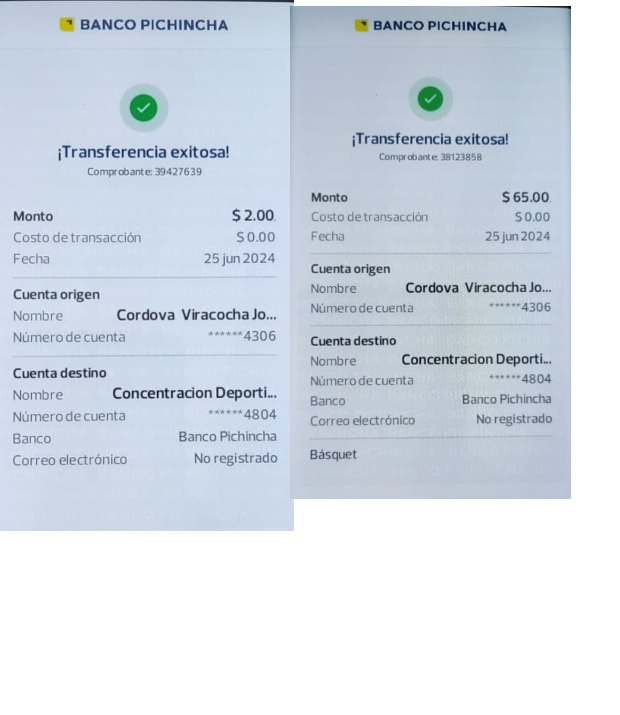 BANCO PICHINCHA
¡Transferencia exitosa!
Comprobante: 39427639
Monto $ 2.00
Costo de transacción $ 0.00
Fecha 25 jun 2024
Cuenta origen
Nombre Cordova Viracocha Jo...
Número de cuenta ******4306
Cuenta destino
Nombre Concentracion Deporti...
Número de cuenta ******4804
Banco Banco Pichincha
Correo electrónico No registrado
BANCO PICHINCHA
¡Transferencia exitosa!
Comprobante: 38123858
Monto $ 65.00
Costo de transacción $ 0.00
Fecha 25 jun 2024
Cuenta origen
Nombre Cordova Viracocha Jo...
Número de cuenta ******4306
Cuenta destino
Nombre Concentracion Deporti...
Número de cuenta ******4804
Banco Banco Pichincha
Correo electrónico No registrado
Básquet